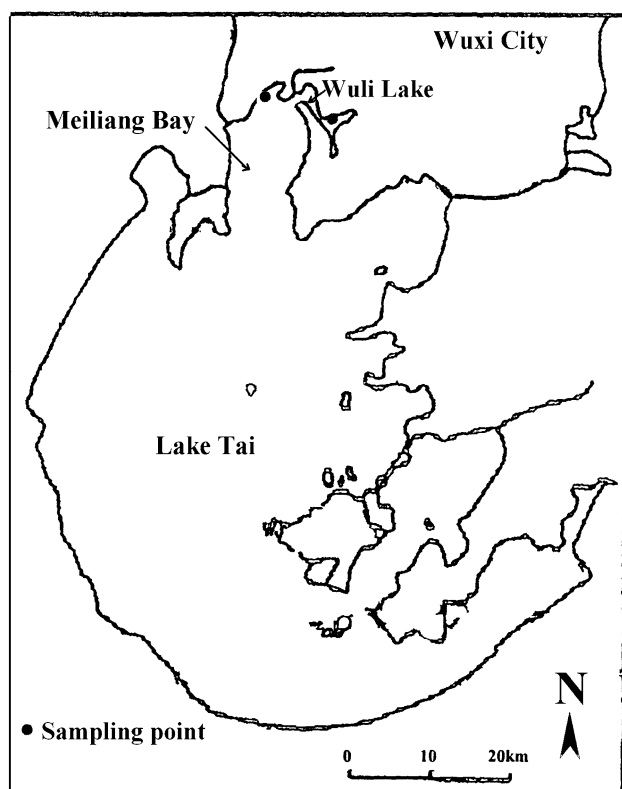 Wuxi City
Wuli Lake
Meiliang Bay
Lake Tai
N
Sampling point
0 10 20km